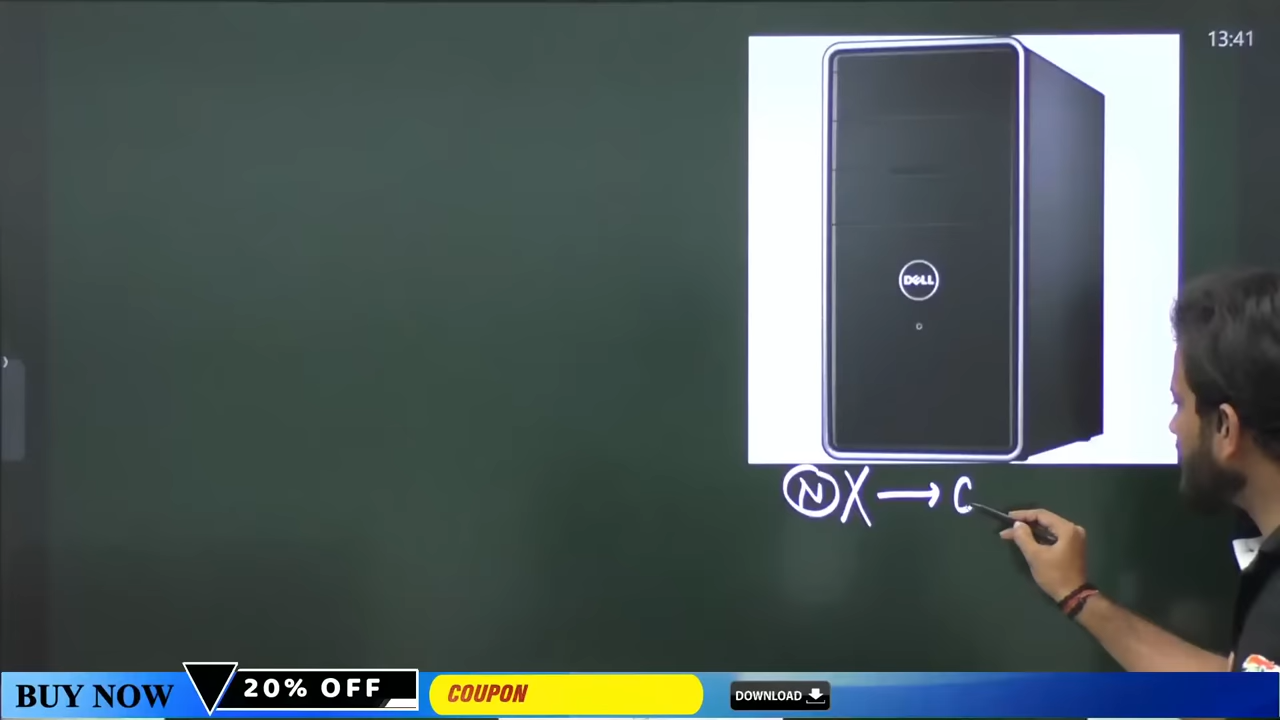 13:41
DELL
N X → C
BUY NOW
20% OFF
COUPON
DOWNLOAD